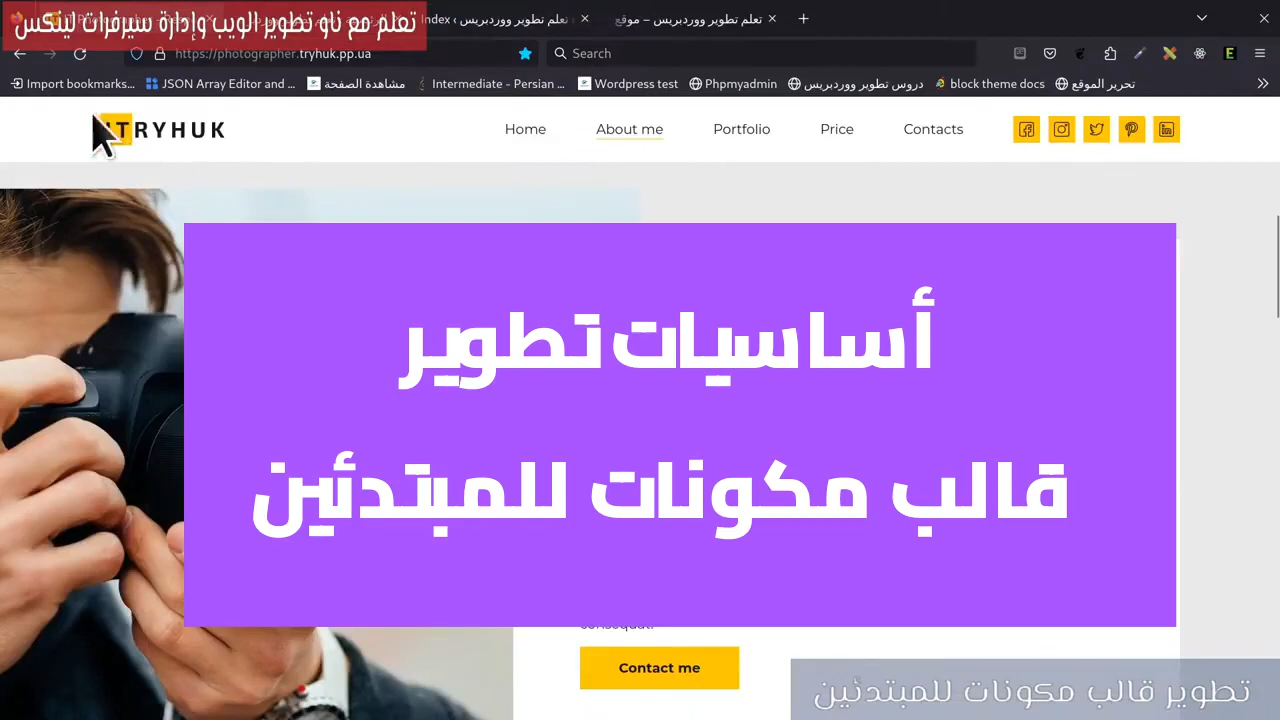 تعلم مع ناو تطوير الويب وإدارة سيرفرات لينكس
Index ‹ تعلم تطوير ووردبريس
تعلم تطوير ووردبريس – موقع
https://photographer.tryhuk.pp.ua
Search
Import bookmarks...
JSON Array Editor and ...
مشاهدة الصفحة
Intermediate - Persian ...
Wordpress test
Phpmyadmin
دروس تطوير ووردبريس
block theme docs
تحرير الموقع
TRYHUK
Home
About me
Portfolio
Price
Contacts
أساسيات تطوير
قالب مكونات للمبتدئين
consequat.
Contact me
تطوير قالب مكونات للمبتدئين